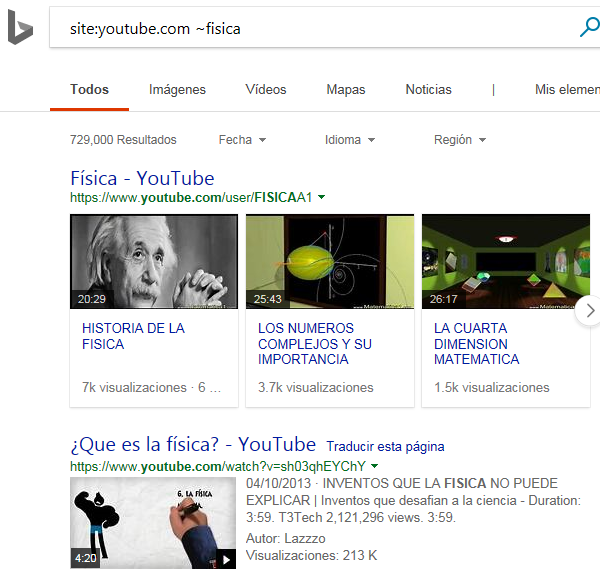 site:youtube.com ~fisica
Todos Imágenes Vídeos Mapas Noticias | Mis elemen
729,000 Resultados Fecha Idioma Región
Física - YouTube
https://www.youtube.com/user/FISICAA1
20:29
25:43
26:17
HISTORIA DE LA
FISICA
7k visualizaciones · 6 ...
LOS NUMEROS
COMPLEJOS Y SU
IMPORTANCIA
3.7k visualizaciones
LA CUARTA
DIMENSION
MATEMATICA
1.5k visualizaciones
¿Que es la física? - YouTube Traducir esta página
https://www.youtube.com/watch?v=sh03qhEYChY
6. LA FÍSICA
4:20
04/10/2013 · INVENTOS QUE LA FISICA NO PUEDE
EXPLICAR | Inventos que desafian a la ciencia - Duration:
3:59. T3Tech 2,121,296 views. 3:59.
Autor: Lazzzo
Visualizaciones: 213 K